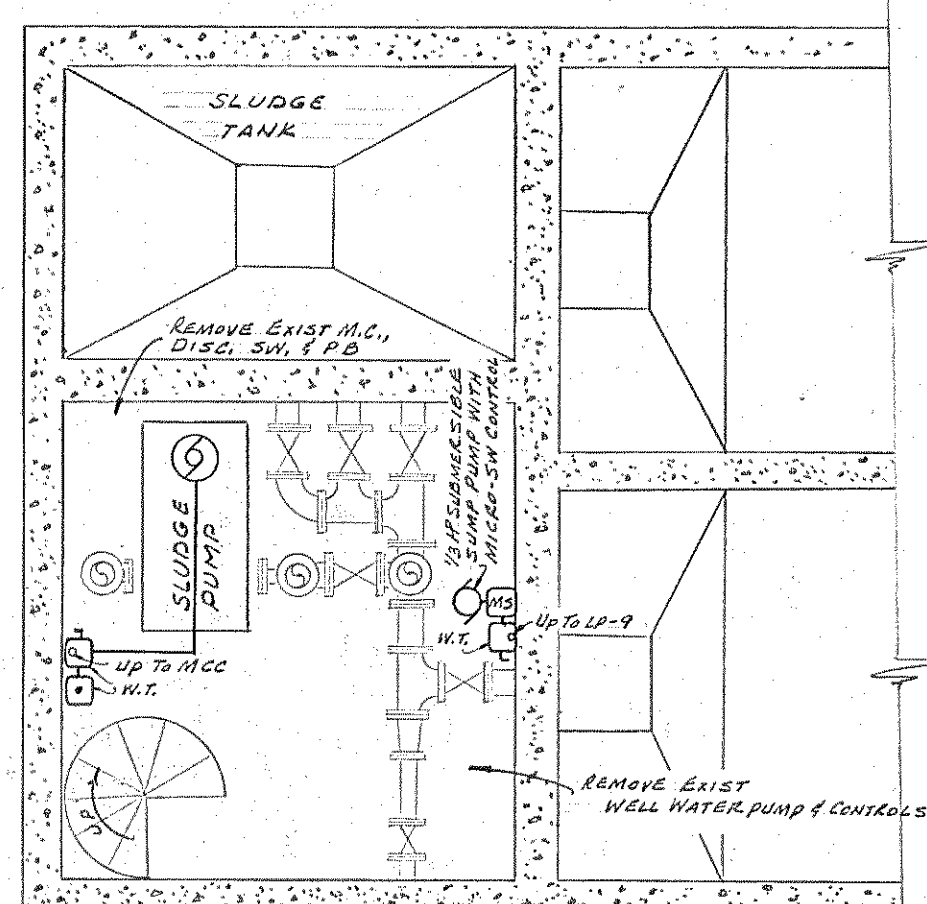 SLUDGE
TANK
REMOVE EXIST M.C.,
DISC. SW. & PB
1/3 HP SUBMERSIBLE
SUMP PUMP WITH
MICRO-SW CONTROL
SLUDGE
PUMP
MS
W.T.
UP TO LP-9
P
UP TO MCC
W.T.
UP
REMOVE EXIST
WELL WATER PUMP & CONTROLS